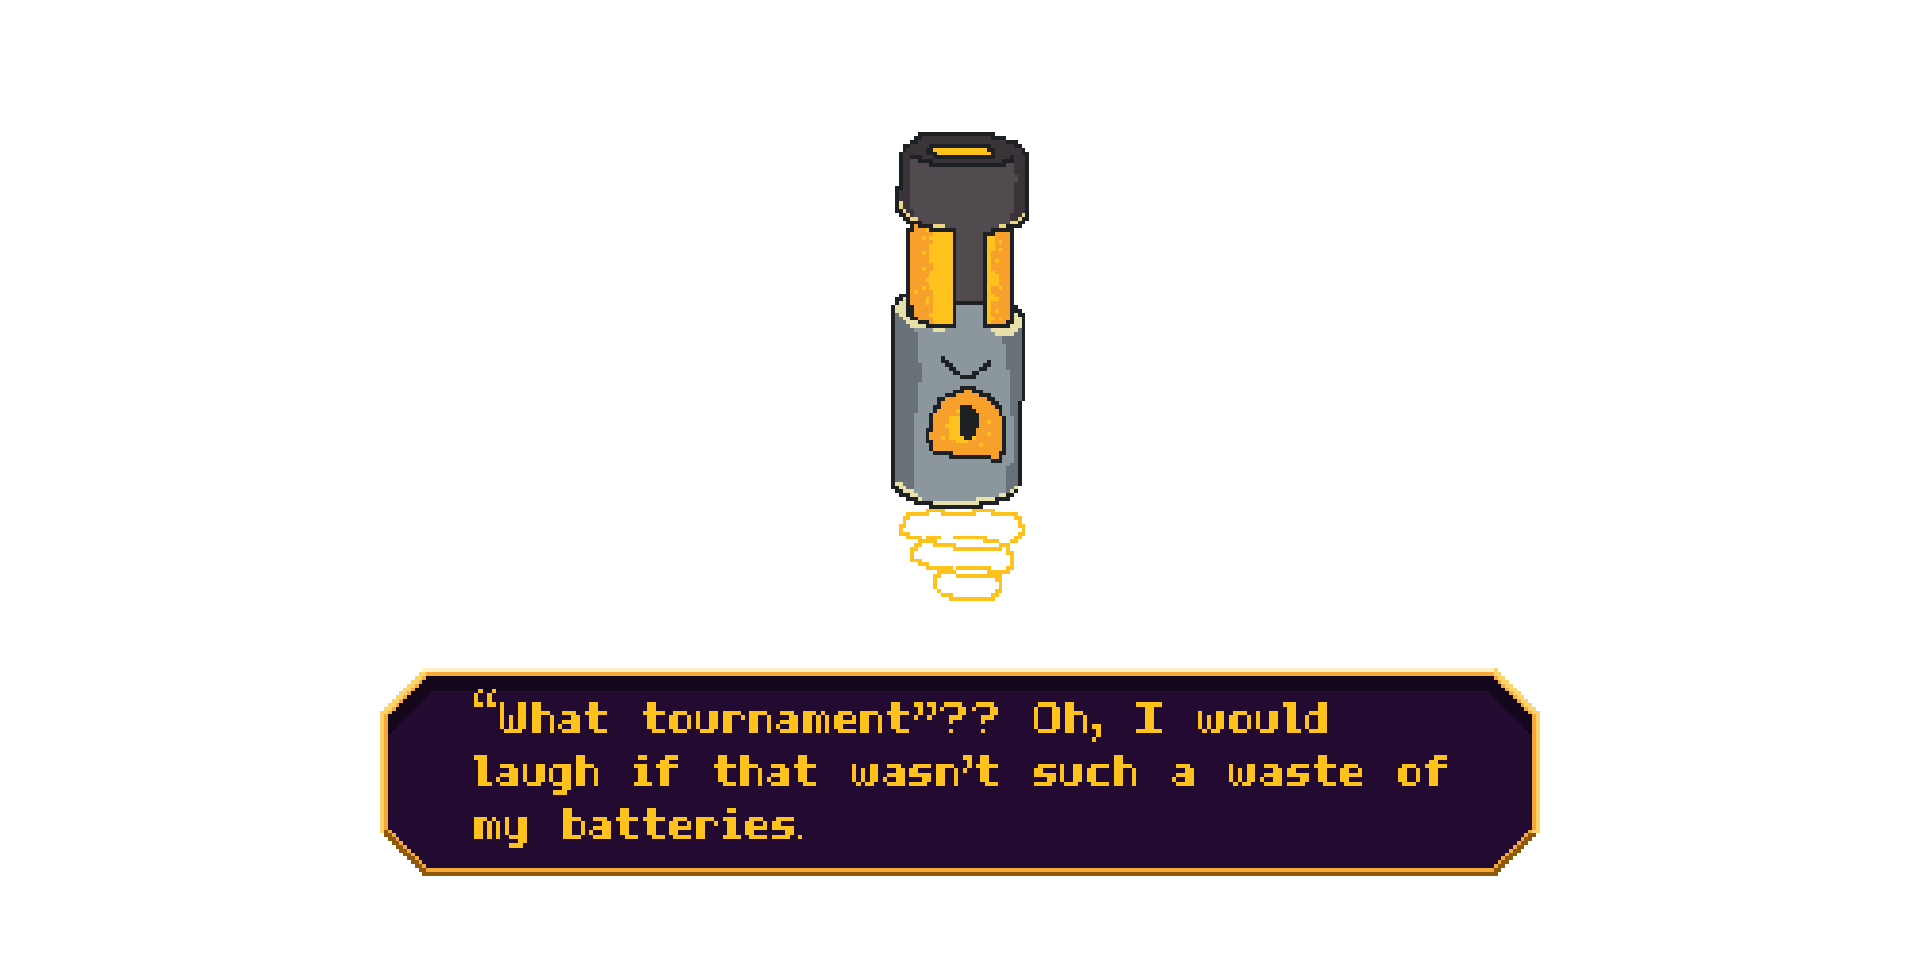 “What tournament”?? Oh, I would
laugh if that wasn’t such a waste of
my batteries.